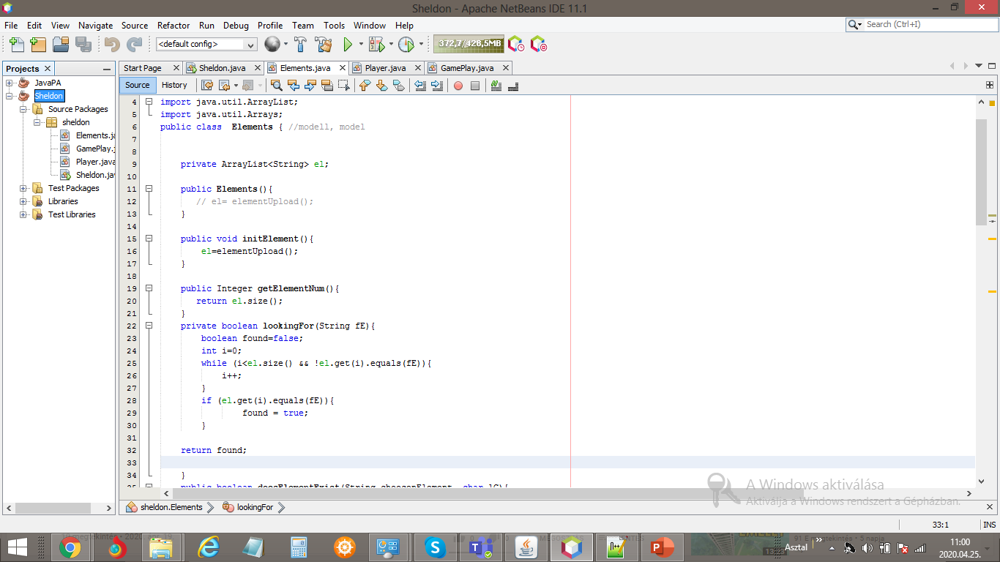 Sheldon - Apache NetBeans IDE 11.1
File Edit View Navigate Source Refactor Run Debug Profile Team Tools Window Help
Search (Ctrl+I)
<default config>
372,7/428,5MB
Projects
Start Page Sheldon.java Elements.java Player.java GamePlay.java
JavaPA
Sheldon
Source Packages
sheldon
Elements.ja
GamePlay.j
Player.java
Sheldon.jav
Test Packages
Libraries
Test Libraries
Source History
4 import java.util.ArrayList;
5 import java.util.Arrays;
6 public class  Elements { //modell, model
7
8
9 private ArrayList<String> el;
10
11 public Elements(){
12 // el= elementUpload();
13 }
14
15 public void initElement(){
16 el=elementUpload();
17 }
18
19 public Integer getElementNum(){
20 return el.size();
21 }
22 private boolean lookingFor(String fE){
23 boolean found=false;
24 int i=0;
25 while (i<el.size() && !el.get(i).equals(fE)){
26 i++;
27 }
28 if (el.get(i).equals(fE)){
29 found = true;
30 }
31
32 return found;
33
34 }
public boolean doesElementExist(String choosenElement, char lC){
A Windows aktiválása
Aktiválja a Windows rendszert a Gépházban.
sheldon.Elements lookingFor
33:1 INS
Asztal
11:00
2020.04.25.